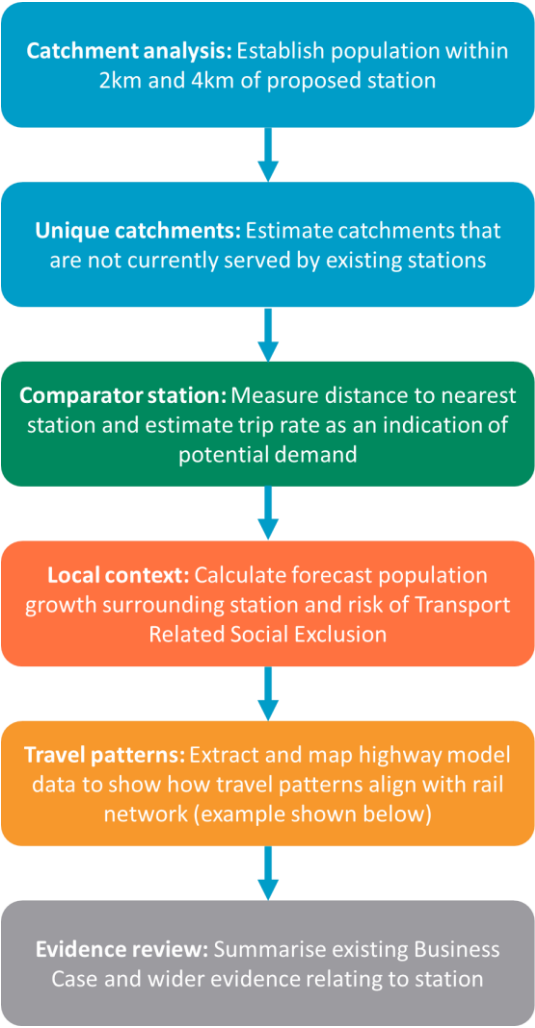 Catchment analysis: Establish population within
2km and 4km of proposed station
Unique catchments: Estimate catchments that
are not currently served by existing stations
Comparator station: Measure distance to nearest
station and estimate trip rate as an indication of
potential demand
Local context: Calculate forecast population
growth surrounding station and risk of Transport
Related Social Exclusion
Travel patterns: Extract and map highway model
data to show how travel patterns align with rail
network (example shown below)
Evidence review: Summarise existing Business
Case and wider evidence relating to station